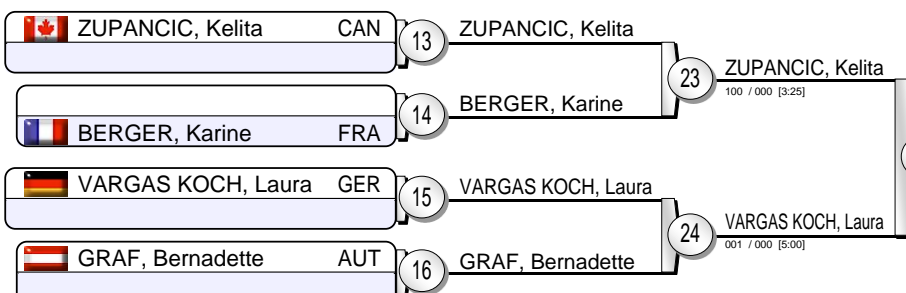 ZUPANCIC, Kelita CAN
13
ZUPANCIC, Kelita
23
ZUPANCIC, Kelita
100 / 000 [3:25]
BERGER, Karine FRA
14
BERGER, Karine
VARGAS KOCH, Laura GER
15
VARGAS KOCH, Laura
24
VARGAS KOCH, Laura
001 / 000 [5:00]
GRAF, Bernadette AUT
16
GRAF, Bernadette